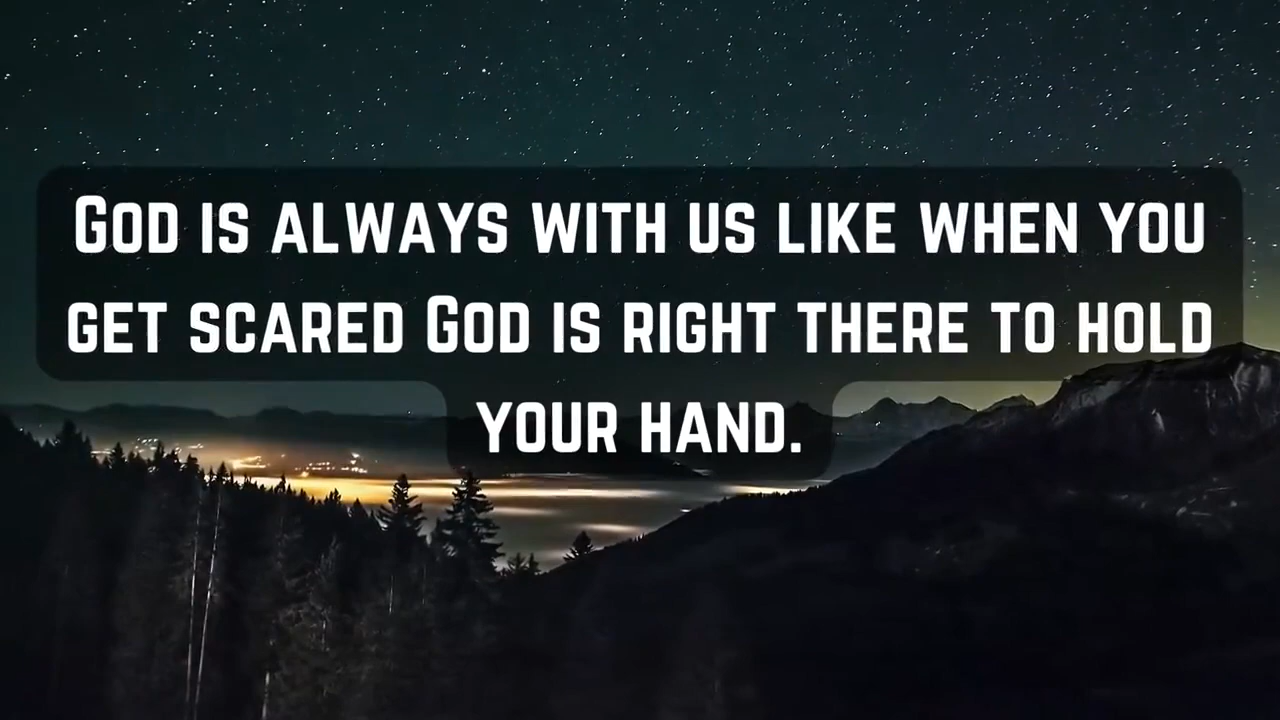 God is always with us like when you
get scared God is right there to hold
your hand.